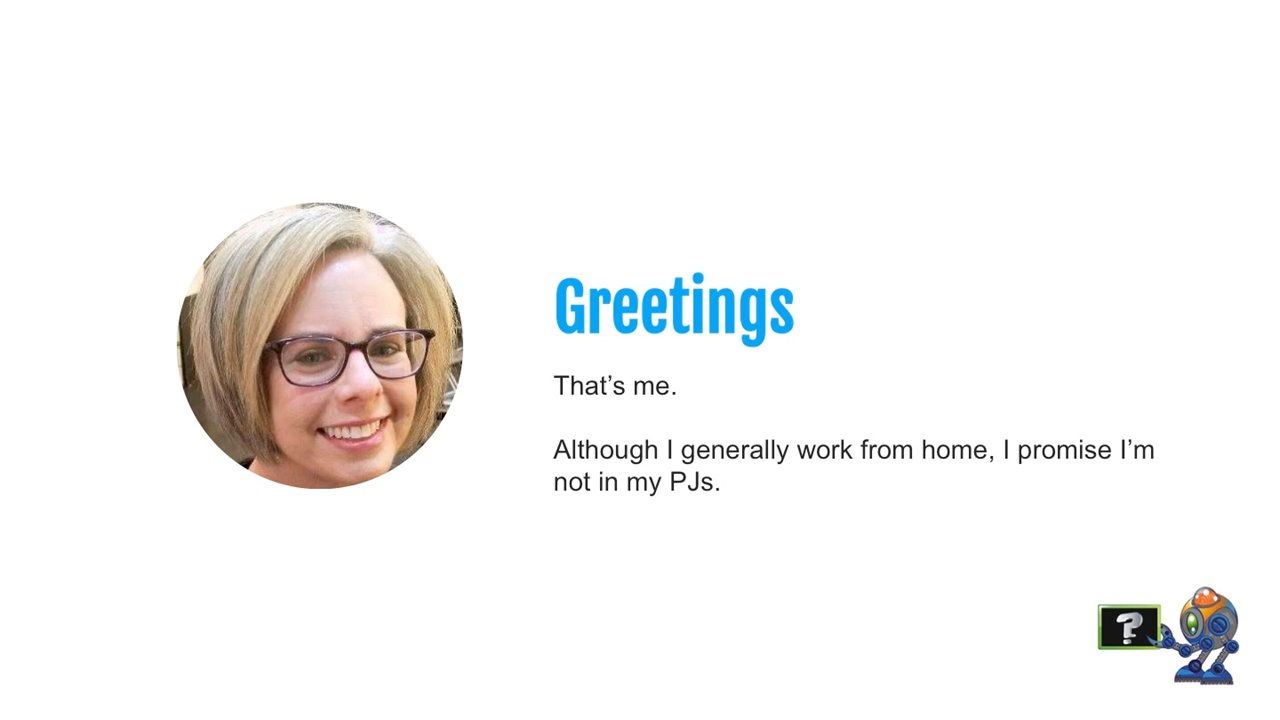 Greetings
That’s me.
Although I generally work from home, I promise I’m
not in my PJs.
?